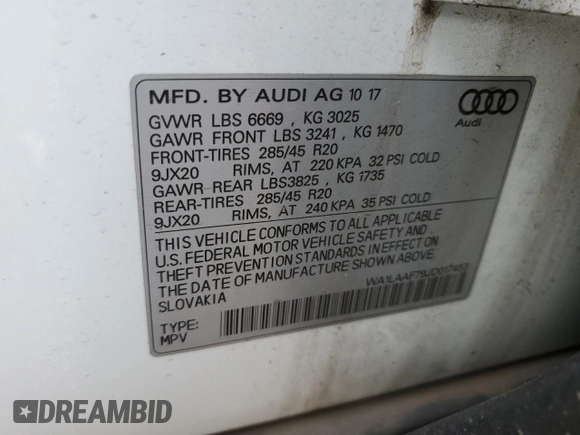 MFD. BY AUDI AG 10 17
GVWR LBS 6669 , KG 3025
GAWR FRONT LBS 3241 , KG 1470
FRONT-TIRES 285/45 R20
9JX20 RIMS, AT 220 KPA 32 PSI COLD
GAWR REAR LBS3825 , KG 1735
REAR-TIRES 285/45 R20
9JX20 RIMS, AT 240 KPA 35 PSI COLD
THIS VEHICLE CONFORMS TO ALL APPLICABLE
U.S. FEDERAL MOTOR VEHICLE SAFETY AND
THEFT PREVENTION STANDARDS IN EFFECT ON
THE DATE OF MANUFACTURE SHOWN ABOVE.
SLOVAKIA
TYPE:
MPV
Audi
DREAMBID